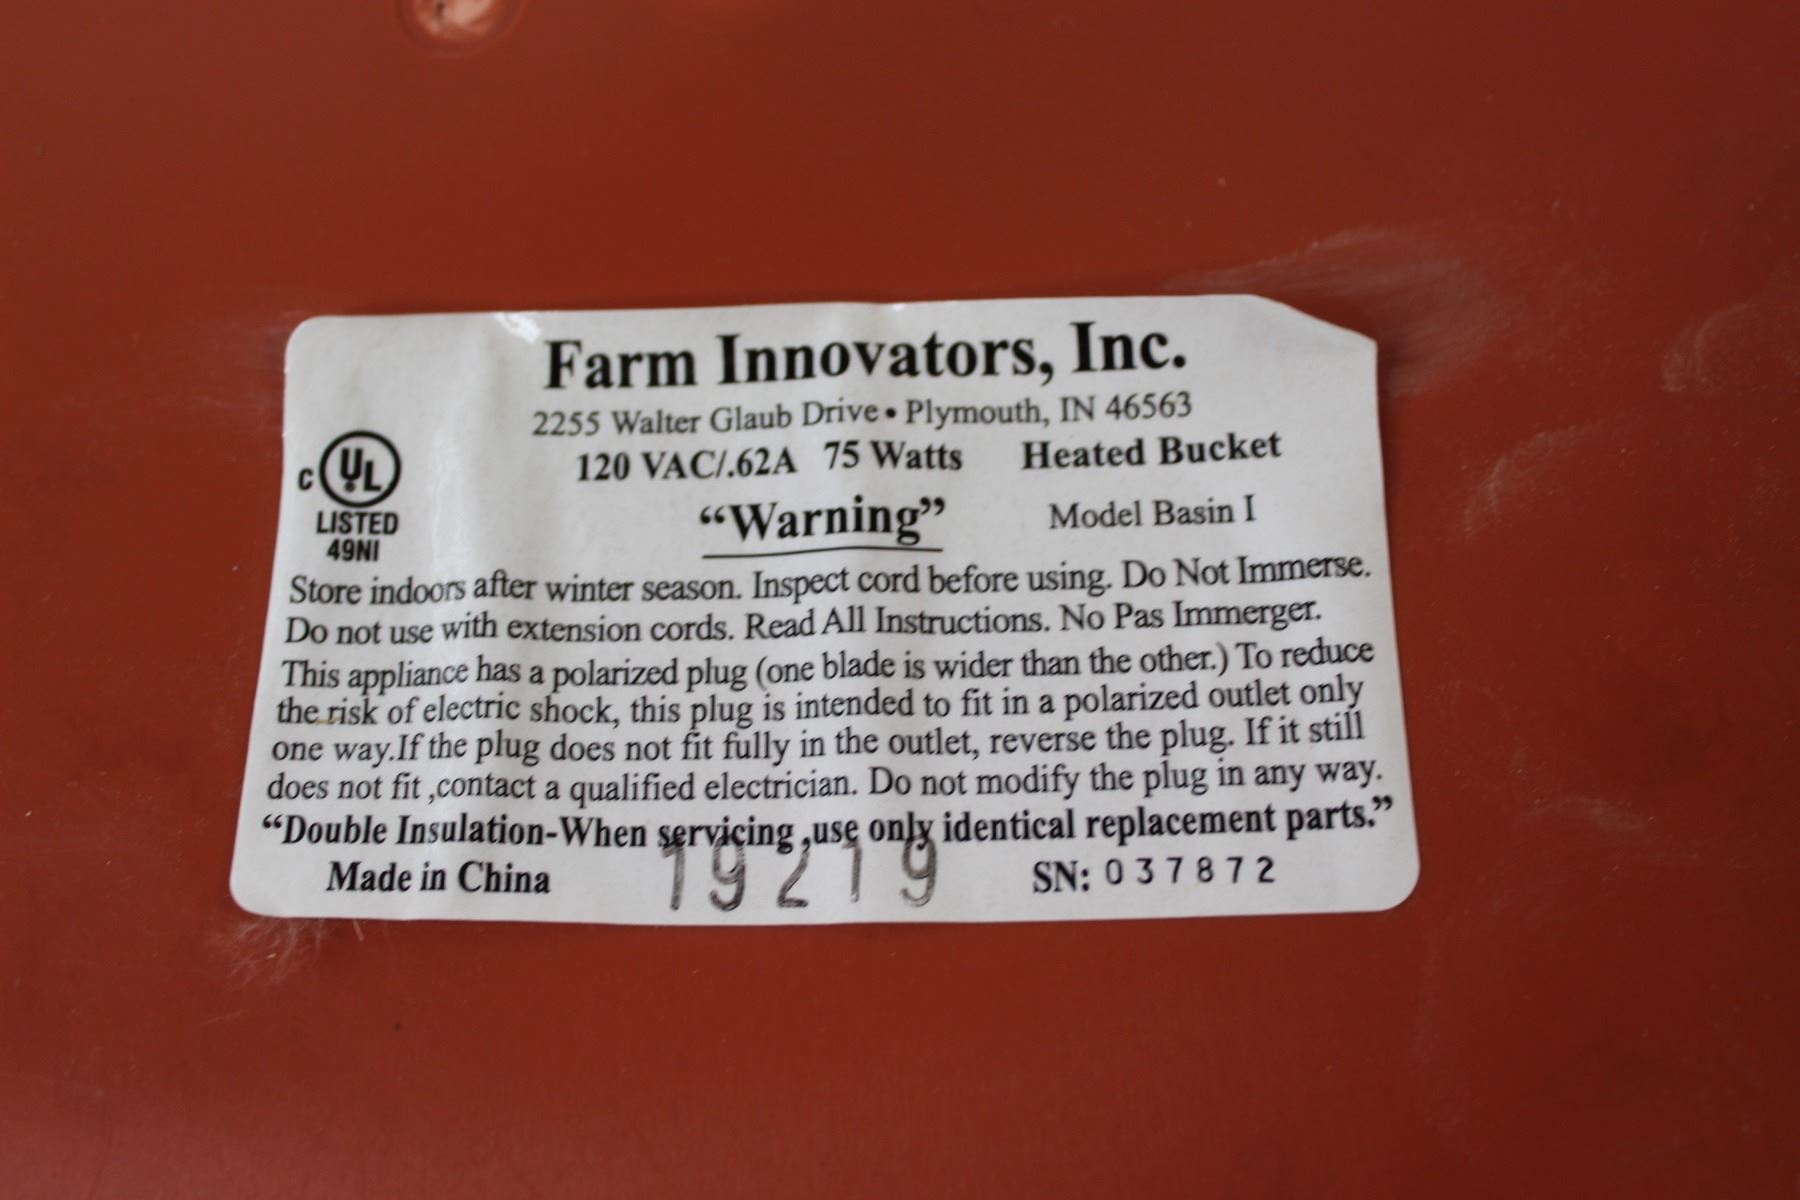 Farm Innovators, Inc.
2255 Walter Glaub Drive • Plymouth, IN 46563
120 VAC/.62A 75 Watts Heated Bucket
c UL
LISTED
49NI
“Warning” Model Basin I
Store indoors after winter season. Inspect cord before using. Do Not Immerse.
Do not use with extension cords. Read All Instructions. No Pas Immerger.
This appliance has a polarized plug (one blade is wider than the other.) To reduce
the risk of electric shock, this plug is intended to fit in a polarized outlet only
one way.If the plug does not fit fully in the outlet, reverse the plug. If it still
does not fit ,contact a qualified electrician. Do not modify the plug in any way.
“Double Insulation-When servicing ,use only identical replacement parts.”
Made in China 19219 SN: 037872